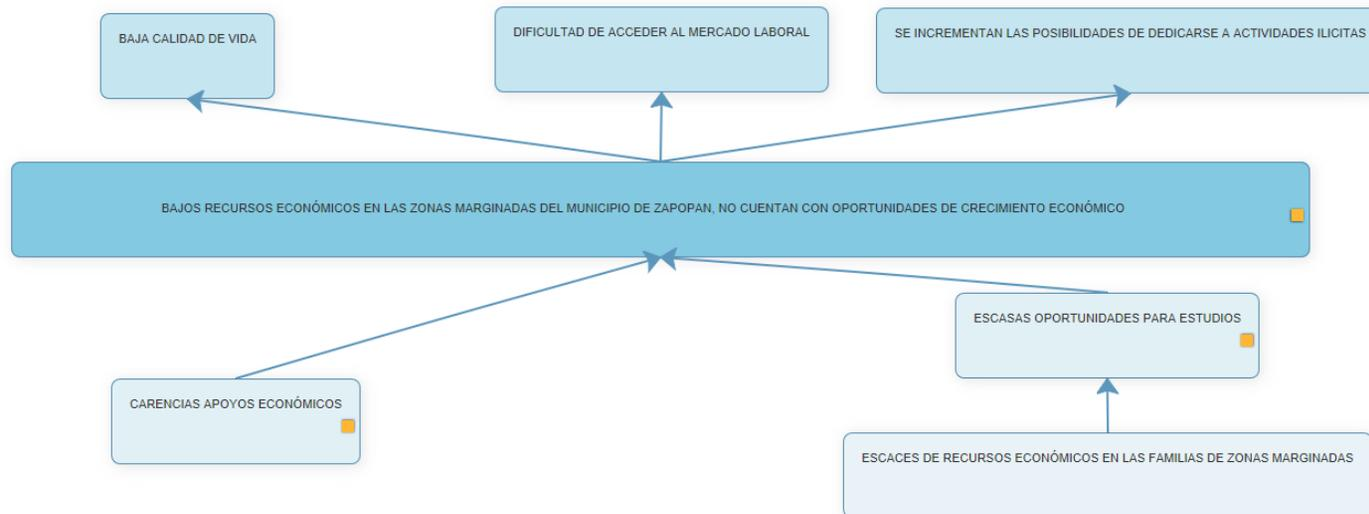 BAJA CALIDAD DE VIDA
DIFICULTAD DE ACCEDER AL MERCADO LABORAL
SE INCREMENTAN LAS POSIBILIDADES DE DEDICARSE A ACTIVIDADES ILICITAS
BAJOS RECURSOS ECONÓMICOS EN LAS ZONAS MARGINADAS DEL MUNICIPIO DE ZAPOPAN, NO CUENTAN CON OPORTUNIDADES DE CRECIMIENTO ECONÓMICO
ESCASAS OPORTUNIDADES PARA ESTUDIOS
CARENCIAS APOYOS ECONÓMICOS
ESCACES DE RECURSOS ECONÓMICOS EN LAS FAMILIAS DE ZONAS MARGINADAS